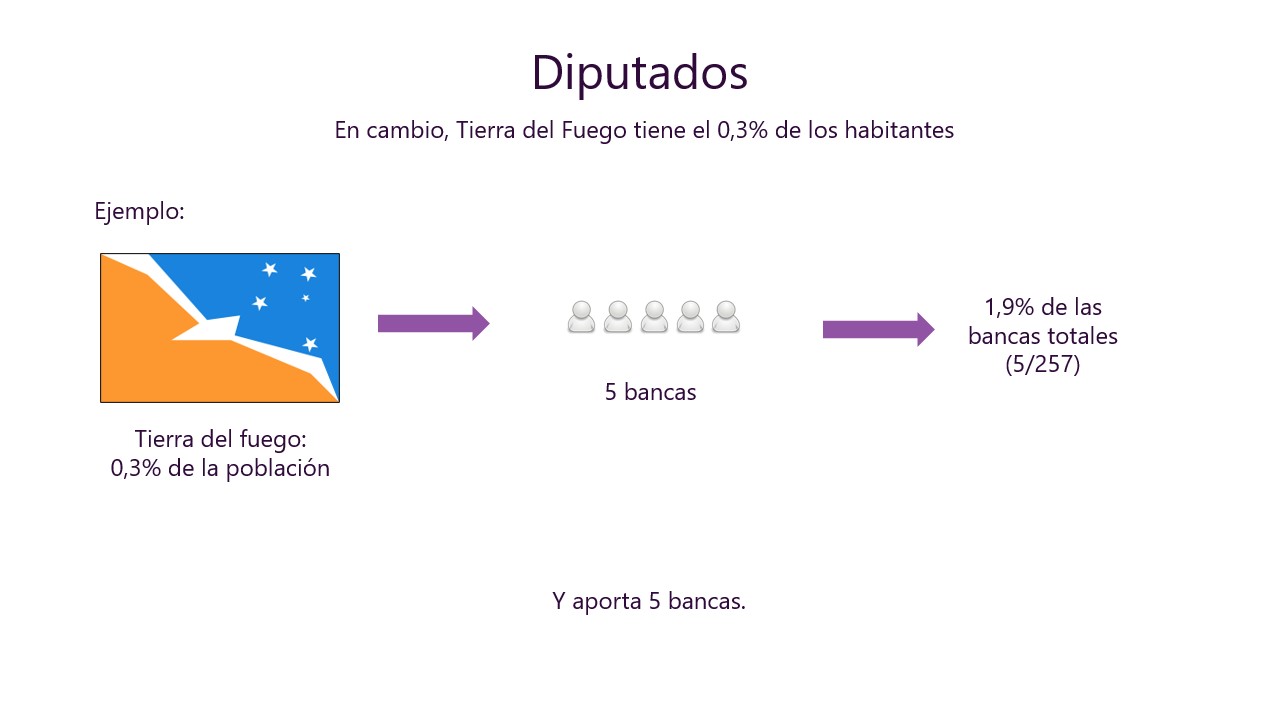 Diputados
En cambio, Tierra del Fuego tiene el 0,3% de los habitantes
Ejemplo:
Tierra del fuego:
0,3% de la población
5 bancas
1,9% de las
bancas totales
(5/257)
Y aporta 5 bancas.